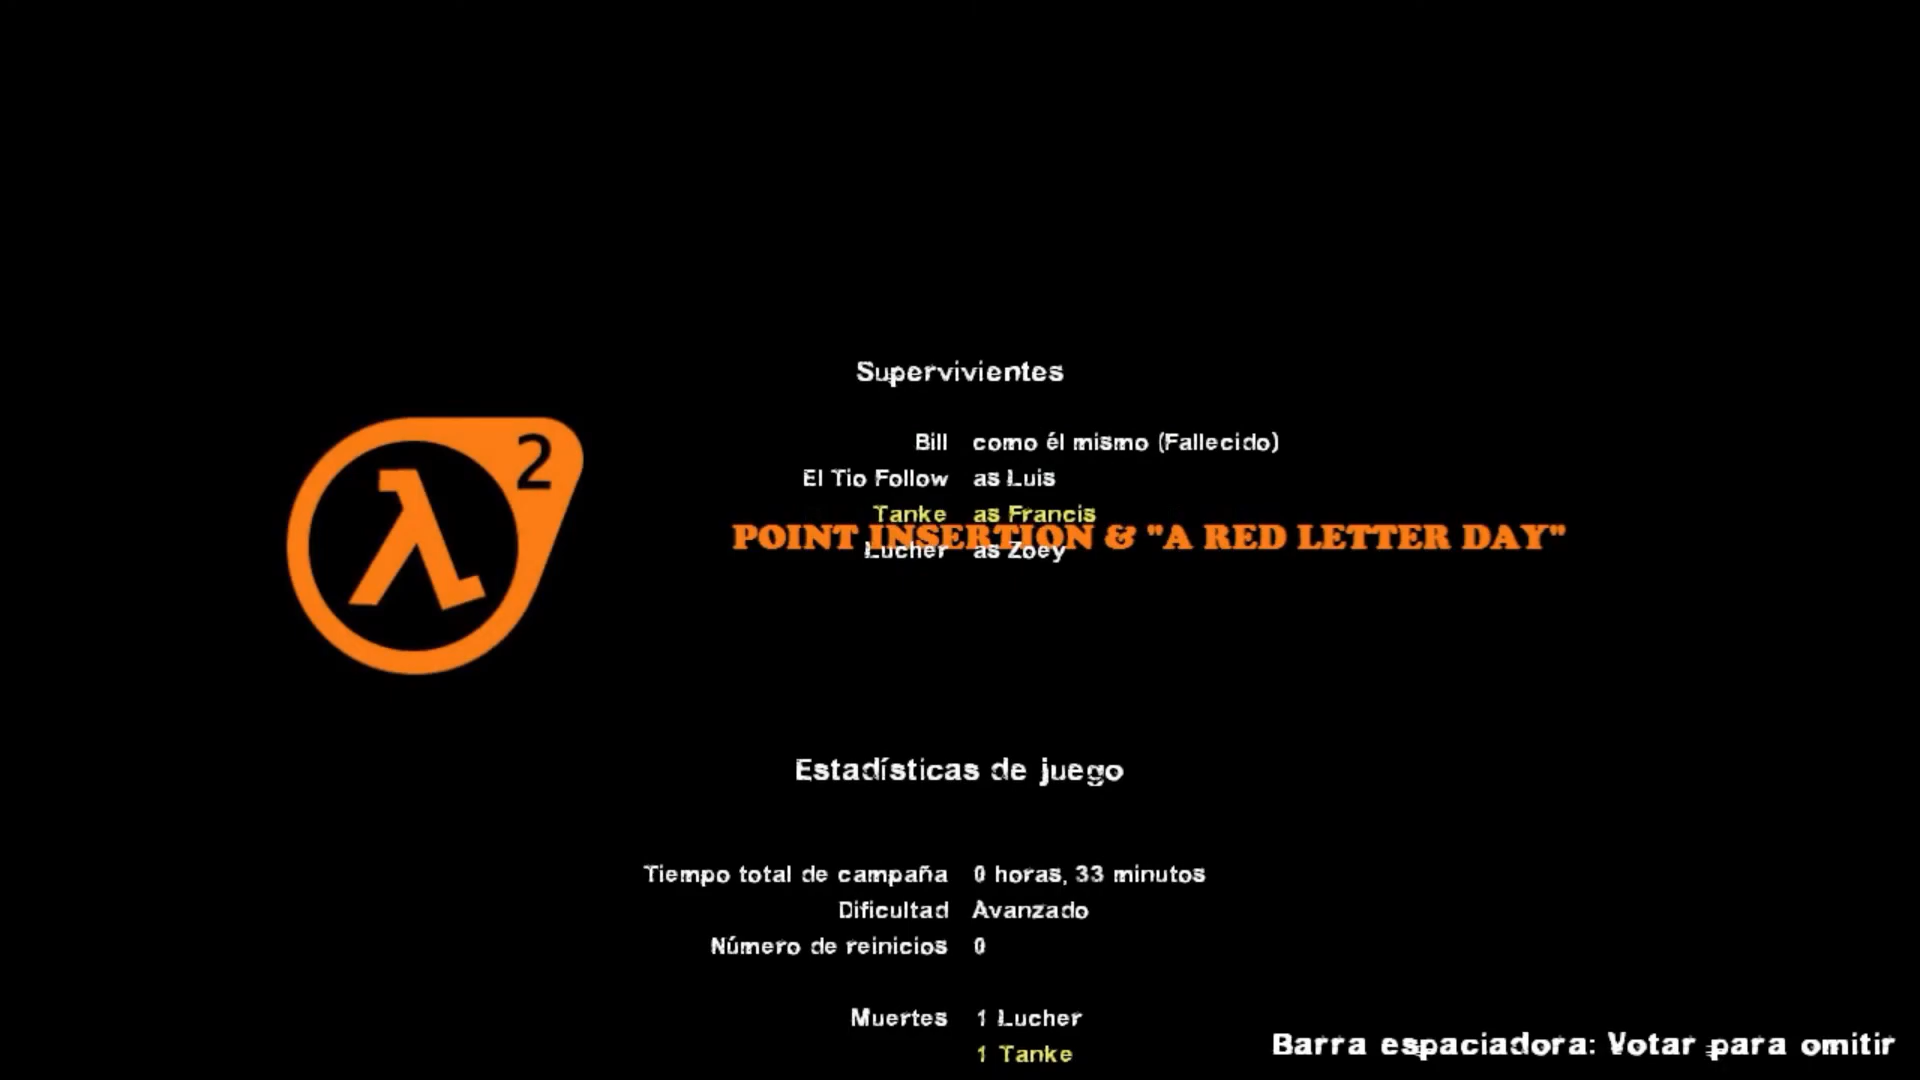 Supervivientes
2
Bill como él mismo (Fallecido)
El Tio Follow as Luis
Tanke as Francis
POINT INSERTION & "A RED LETTER DAY"
Lucher as Zoey
Estadísticas de juego
Tiempo total de campaña 0 horas, 33 minutos
Dificultad Avanzado
Número de reinicios 0
Muertes 1 Lucher
1 Tanke
Barra espaciadora: Votar para omitir